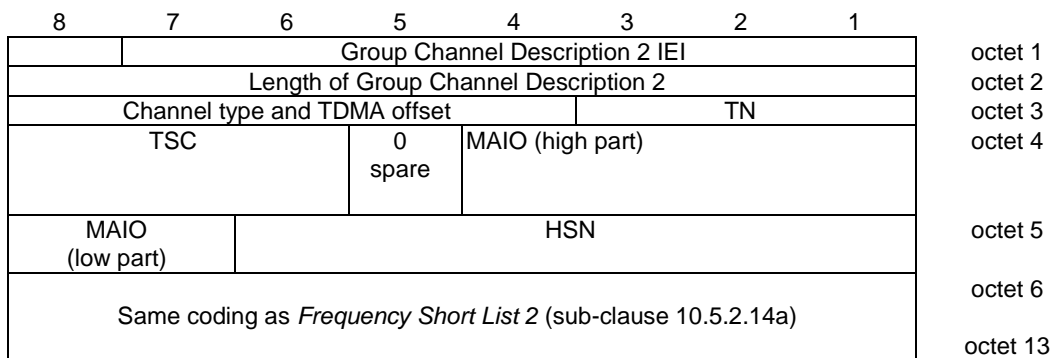 8 7 6 5 4 3 2 1
Group Channel Description 2 IEI octet 1
Length of Group Channel Description 2 octet 2
Channel type and TDMA offset TN octet 3
TSC 0 MAIO (high part) octet 4
spare
MAIO HSN octet 5
(low part)
octet 6
Same coding as Frequency Short List 2 (sub-clause 10.5.2.14a)
octet 13